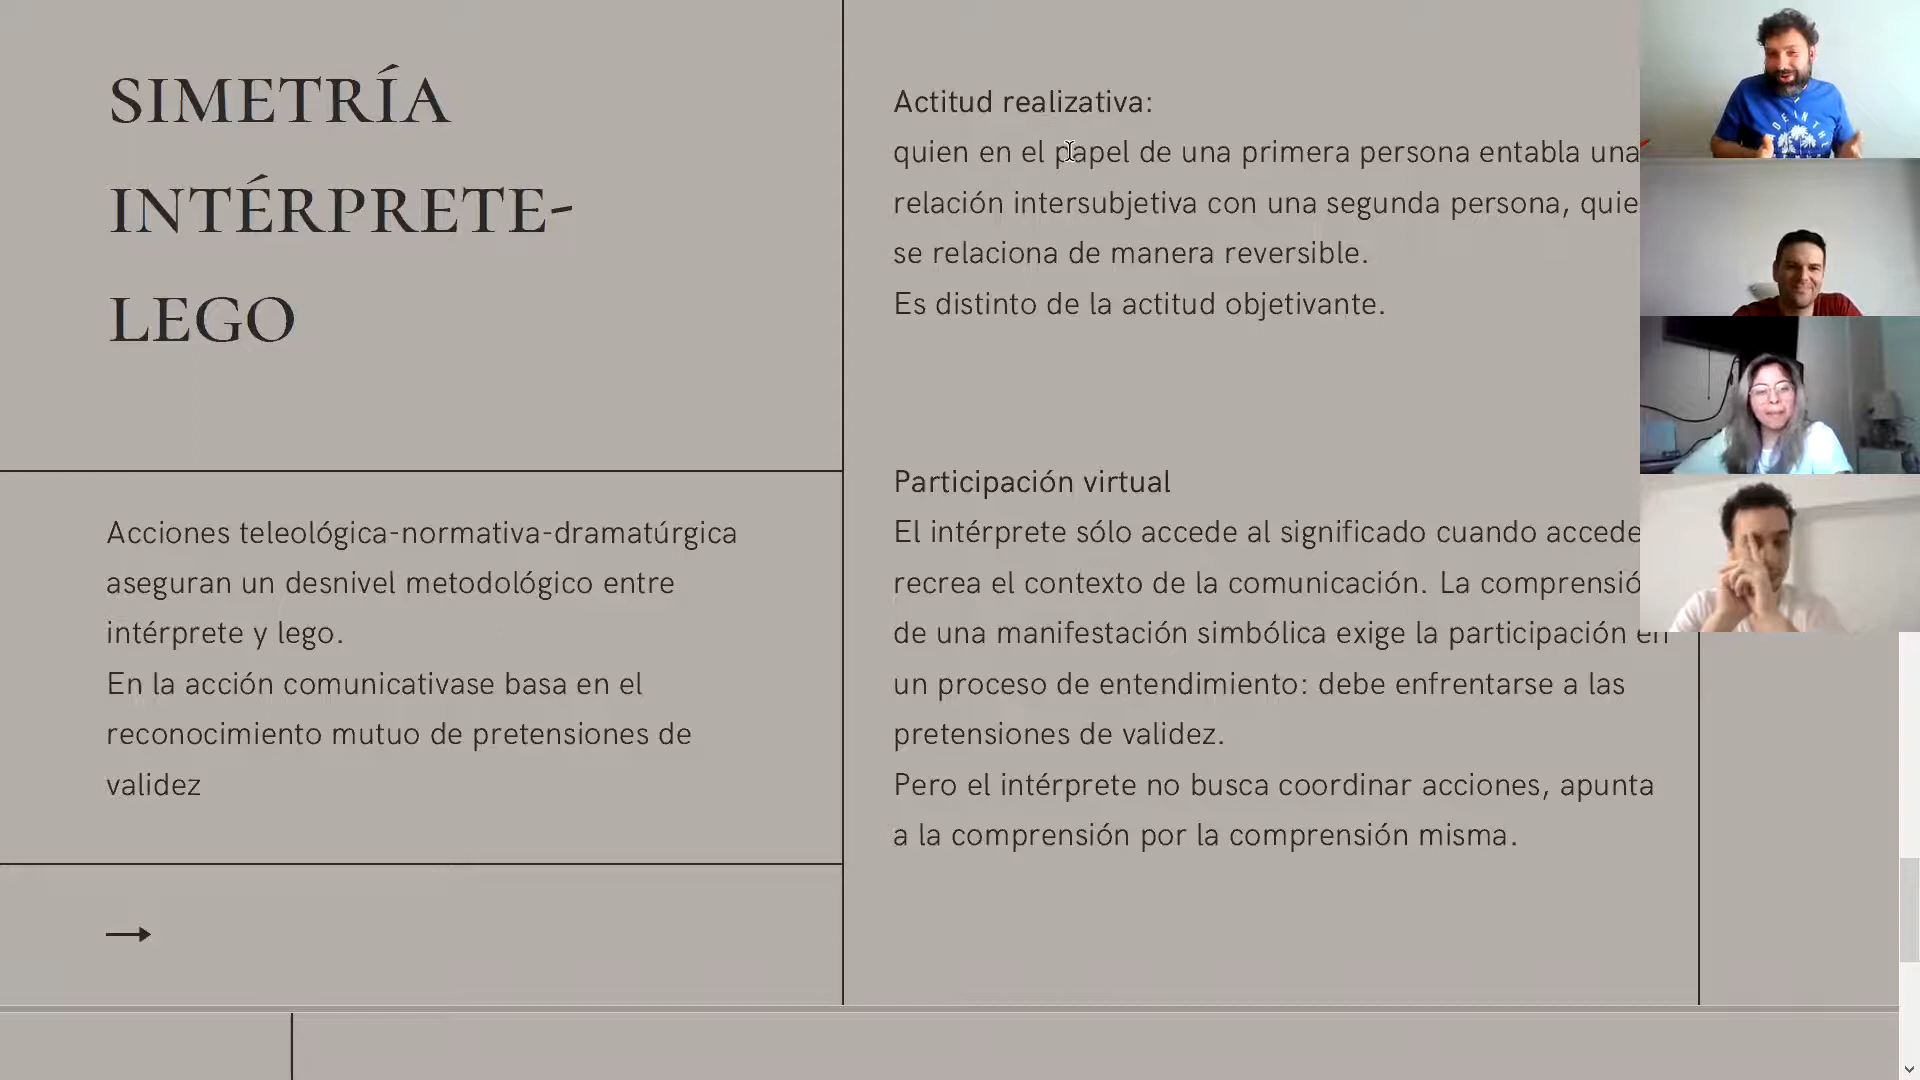 SIMETRÍA
INTÉRPRETE-
LEGO
Acciones teleológica-normativa-dramatúrgica
aseguran un desnivel metodológico entre
intérprete y lego.
En la acción comunicativase basa en el
reconocimiento mutuo de pretensiones de
validez
Actitud realizativa:
quien en el papel de una primera persona entabla una
relación intersubjetiva con una segunda persona,
se relaciona de manera reversible.
Es distinto de la actitud objetivante.
Participación virtual
El intérprete sólo accede al significado cuando accede
recrea el contexto de la comunicación. La
de una manifestación simbólica exige la participación en
un proceso de entendimiento: debe enfrentarse a las
pretensiones de validez.
Pero el intérprete no busca coordinar acciones, apunta
a la comprensión por la comprensión misma.